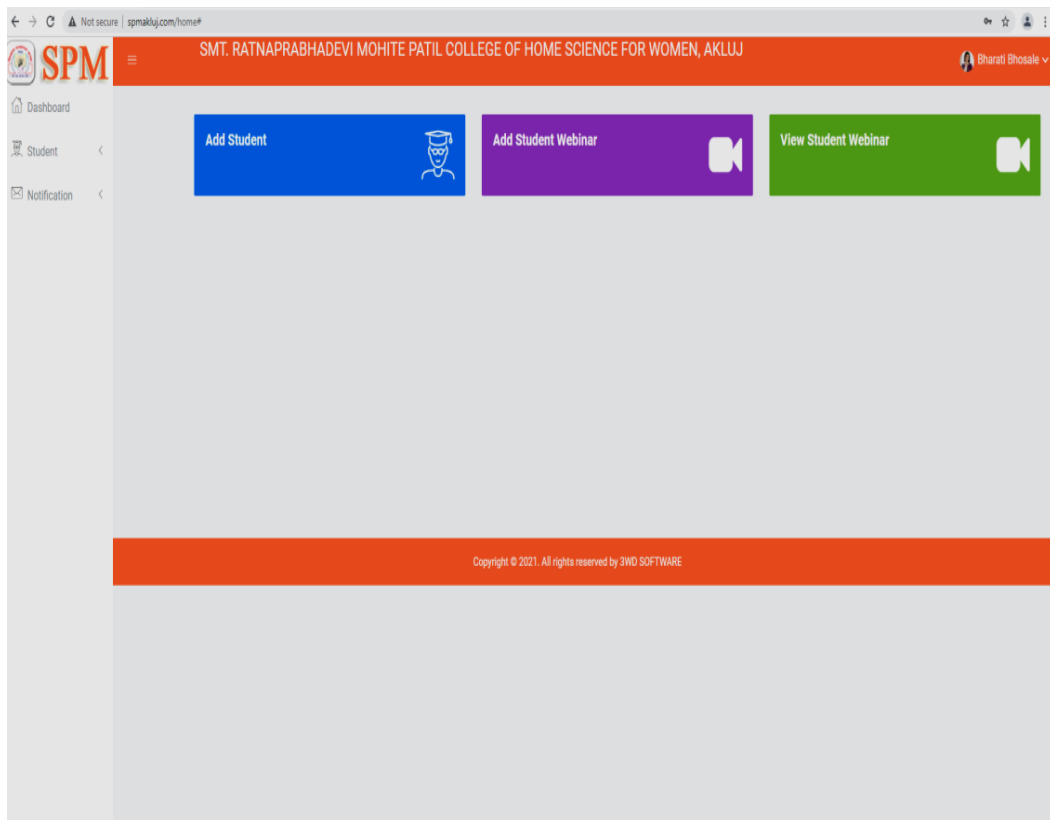 Not secure | spmakluj.com/home#
SPM
SMT. RATNAPRABHADEVI MOHITE PATIL COLLEGE OF HOME SCIENCE FOR WOMEN, AKLUJ
Bharati Bhosale
Dashboard
Student
Notification
Add Student
Add Student Webinar
View Student Webinar
Copyright © 2021. All rights reserved by 3WD SOFTWARE